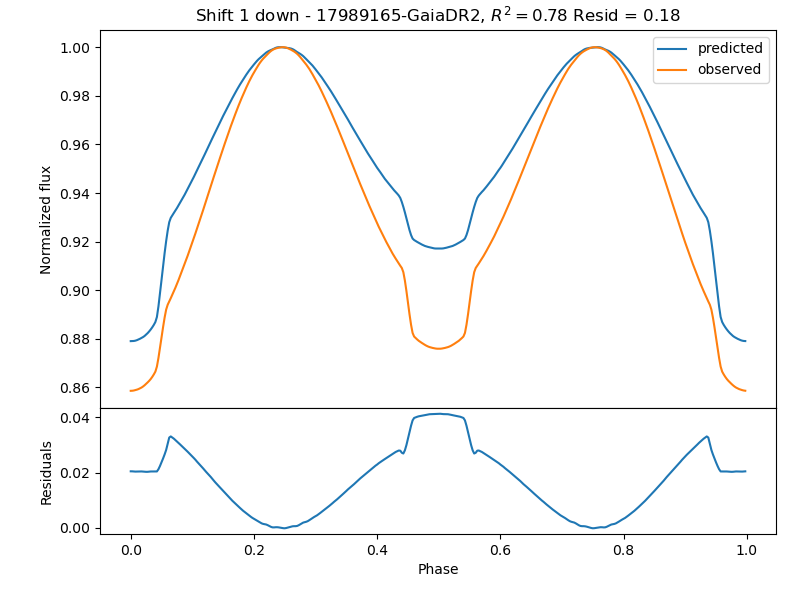 Shift 1 down - 17989165-GaiaDR2, R² = 0.78 Resid = 0.18
predicted
observed
Normalized flux
1.00
0.98
0.96
0.94
0.92
0.90
0.88
0.86
Residuals
0.04
0.02
0.00
0.0
0.2
0.4
0.6
0.8
1.0
Phase